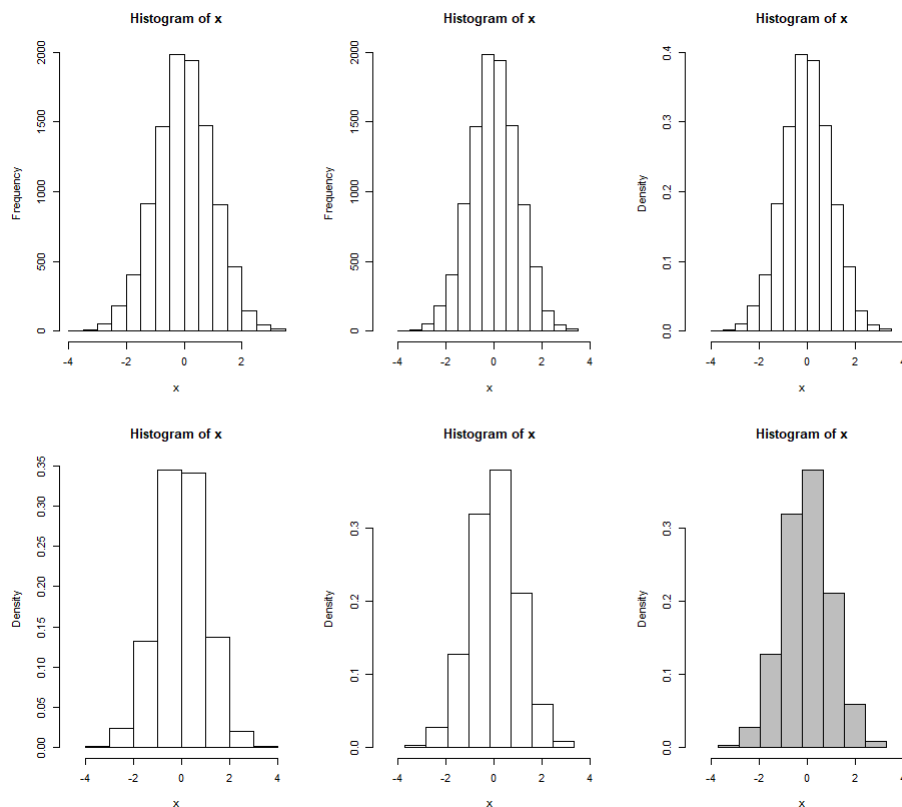 Histogram of x
Frequency
2000
1500
1000
500
0
-4 -2 0 2
x
Histogram of x
Frequency
2000
1500
1000
500
0
-4 -2 0 2 4
x
Histogram of x
Density
0.4
0.3
0.2
0.1
0.0
-4 -2 0 2 4
x
Histogram of x
Density
0.35
0.30
0.25
0.20
0.15
0.10
0.05
0.00
-4 -2 0 2 4
x
Histogram of x
Density
0.3
0.2
0.1
0.0
-4 -2 0 2 4
x
Histogram of x
Density
0.3
0.2
0.1
0.0
-4 -2 0 2 4
x